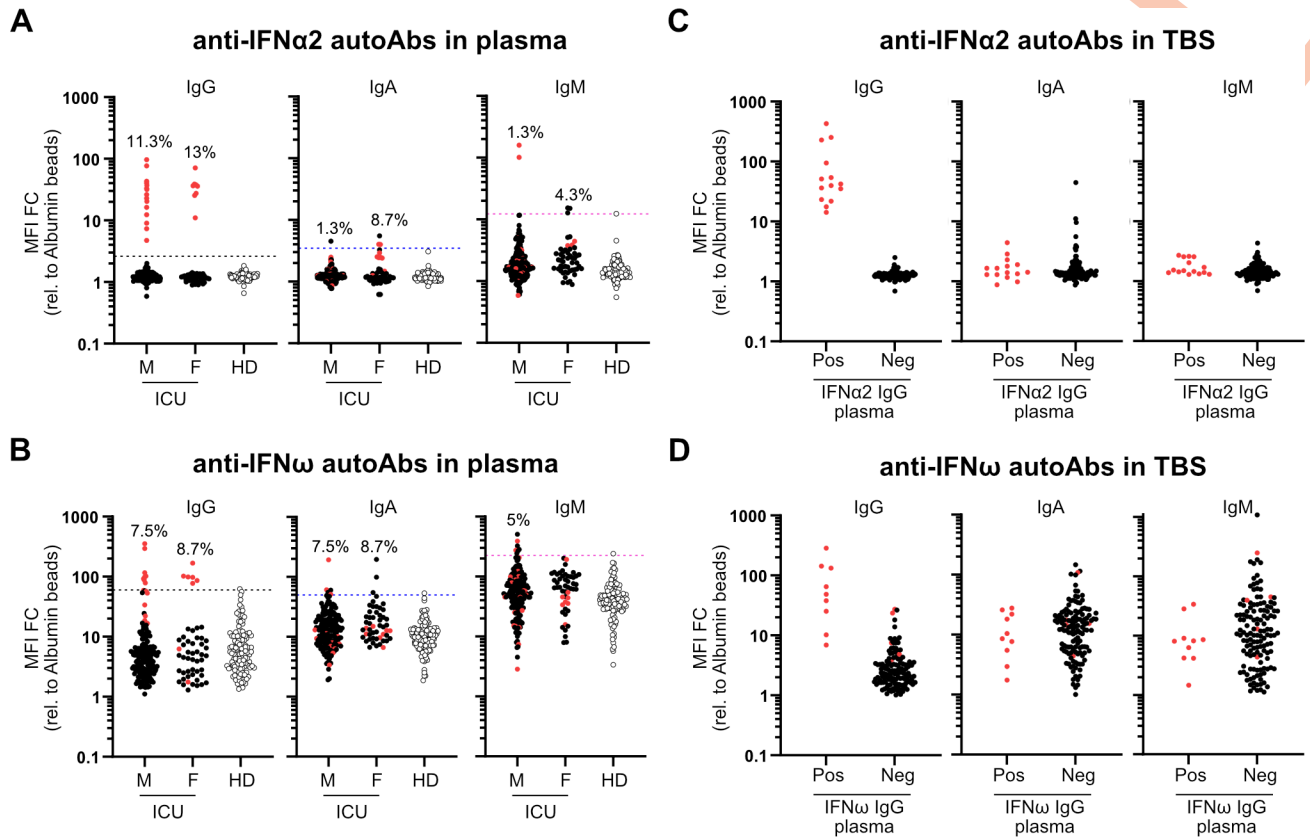 A
anti-IFNα2 autoAbs in plasma
IgG
IgA
IgM
MFI FC
(rel. to Albumin beads)
1000
100
10
1
0.1
11.3%
13%
1.3%
8.7%
1.3%
4.3%
M F HD
M F HD
M F HD
ICU
ICU
ICU
B
anti-IFNω autoAbs in plasma
IgG
IgA
IgM
MFI FC
(rel. to Albumin beads)
1000
100
10
1
0.1
7.5%
8.7%
7.5%
8.7%
5%
M F HD
M F HD
M F HD
ICU
ICU
ICU
C
anti-IFNα2 autoAbs in TBS
IgG
IgA
IgM
MFI FC
(rel. to Albumin beads)
1000
100
10
1
0.1
Pos Neg
Pos Neg
Pos Neg
IFNα2 IgG
plasma
IFNα2 IgG
plasma
IFNα2 IgG
plasma
D
anti-IFNω autoAbs in TBS
IgG
IgA
IgM
MFI FC
(rel. to Albumin beads)
1000
100
10
1
0.1
Pos Neg
Pos Neg
Pos Neg
IFNω IgG
plasma
IFNω IgG
plasma
IFNω IgG
plasma